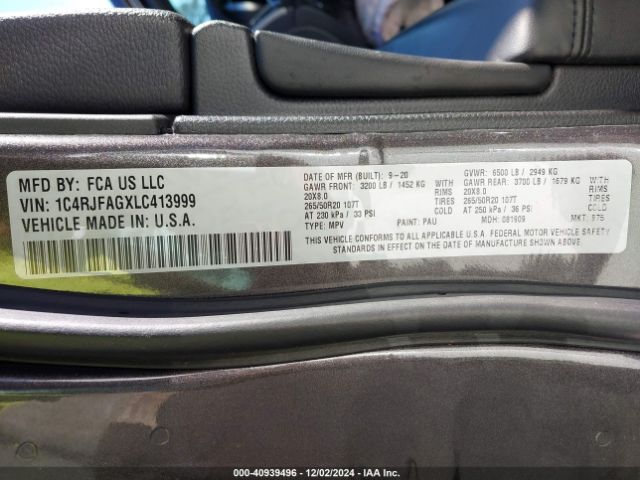 MFD BY: FCA US LLC
VIN: 1C4RJFAGXLC413999
VEHICLE MADE IN: U.S.A.
DATE OF MFR (BUILT): 9-20 GVWR: 6500 LB / 2949 KG
GAWR FRONT: 3200 LB / 1452 KG WITH GAWR REAR: 3700 LB / 1679 KG WITH
20X8.0 RIMS 20X8.0 RIMS
265/50R20 107T TIRES 265/50R20 107T TIRES
AT 230 kPa / 33 PSI COLD AT 250 kPa / 36 PSI COLD
TYPE: MPV PAINT: PAU MDH: 081909 MKT: 975
THIS VEHICLE CONFORMS TO ALL APPLICABLE U.S.A. FEDERAL MOTOR VEHICLE SAFETY
STANDARDS IN EFFECT ON THE DATE OF MANUFACTURE SHOWN ABOVE.
00-40939496 - 12/02/2024 - COPYRIGHT IAA, LLC.